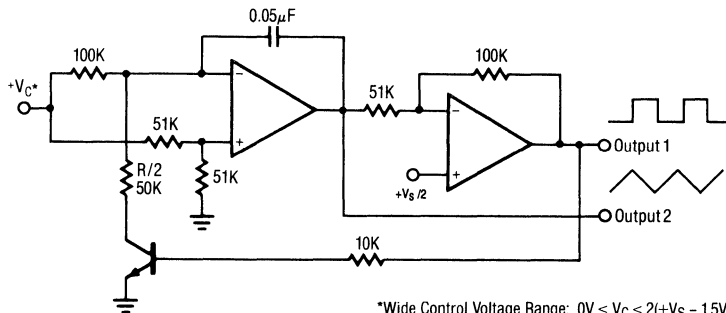 0.05µF
100K
+VC*
51K
51K
R/2
50K
51K
100K
+VS/2
10K
Output 1
Output 2
−
+
−
+
*Wide Control Voltage Range: 0V ≤ VC ≤ 2(+VS – 1.5V